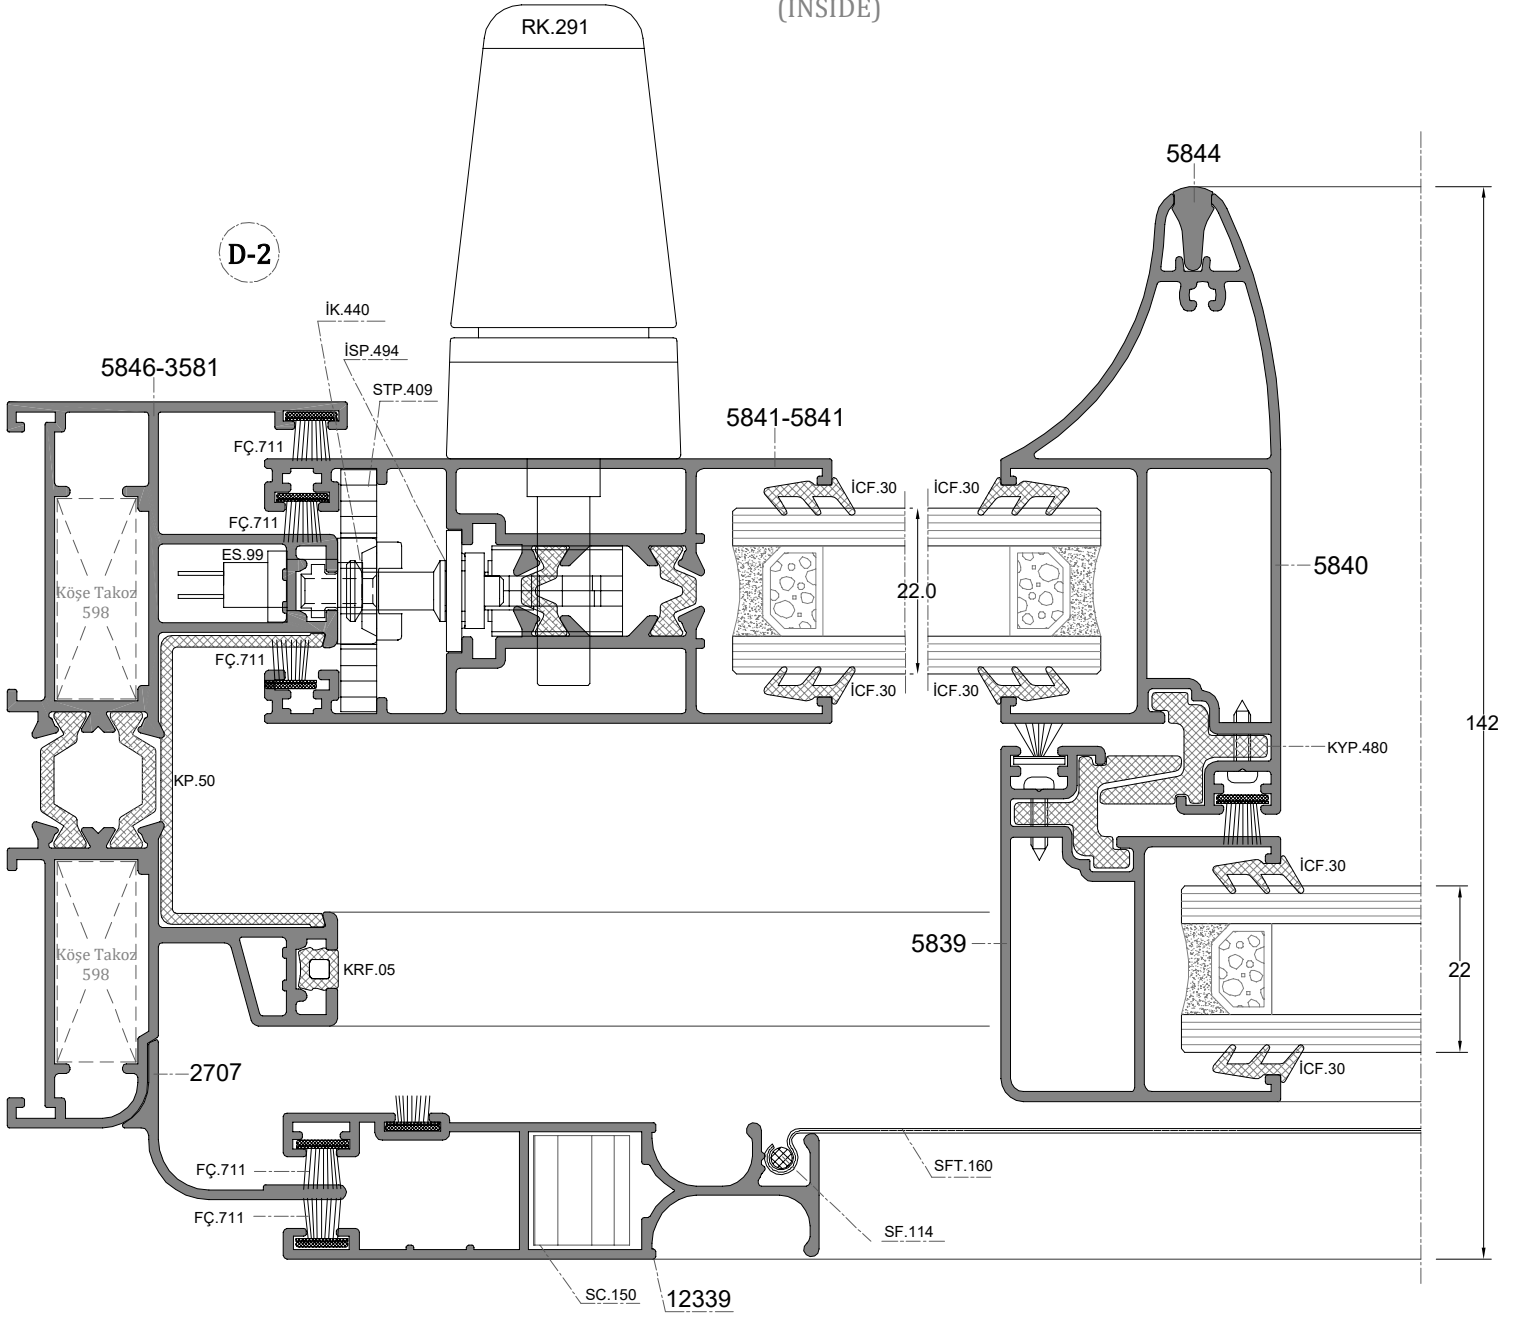 (INSIDE)
RK.291
5844
D-2
İK.440
İSP.494
5846-3581
STP.409
5841-5841
FÇ.711
İCF.30
İCF.30
FÇ.711
ES.99
5840
Köşe Takoz
598
22.0
FÇ.711
İCF.30
İCF.30
142
KYP.480
KP.50
İCF.30
5839
Köşe Takoz
598
KRF.05
22
2707
İCF.30
FÇ.711
SFT.160
FÇ.711
SF.114
SC.150
12339